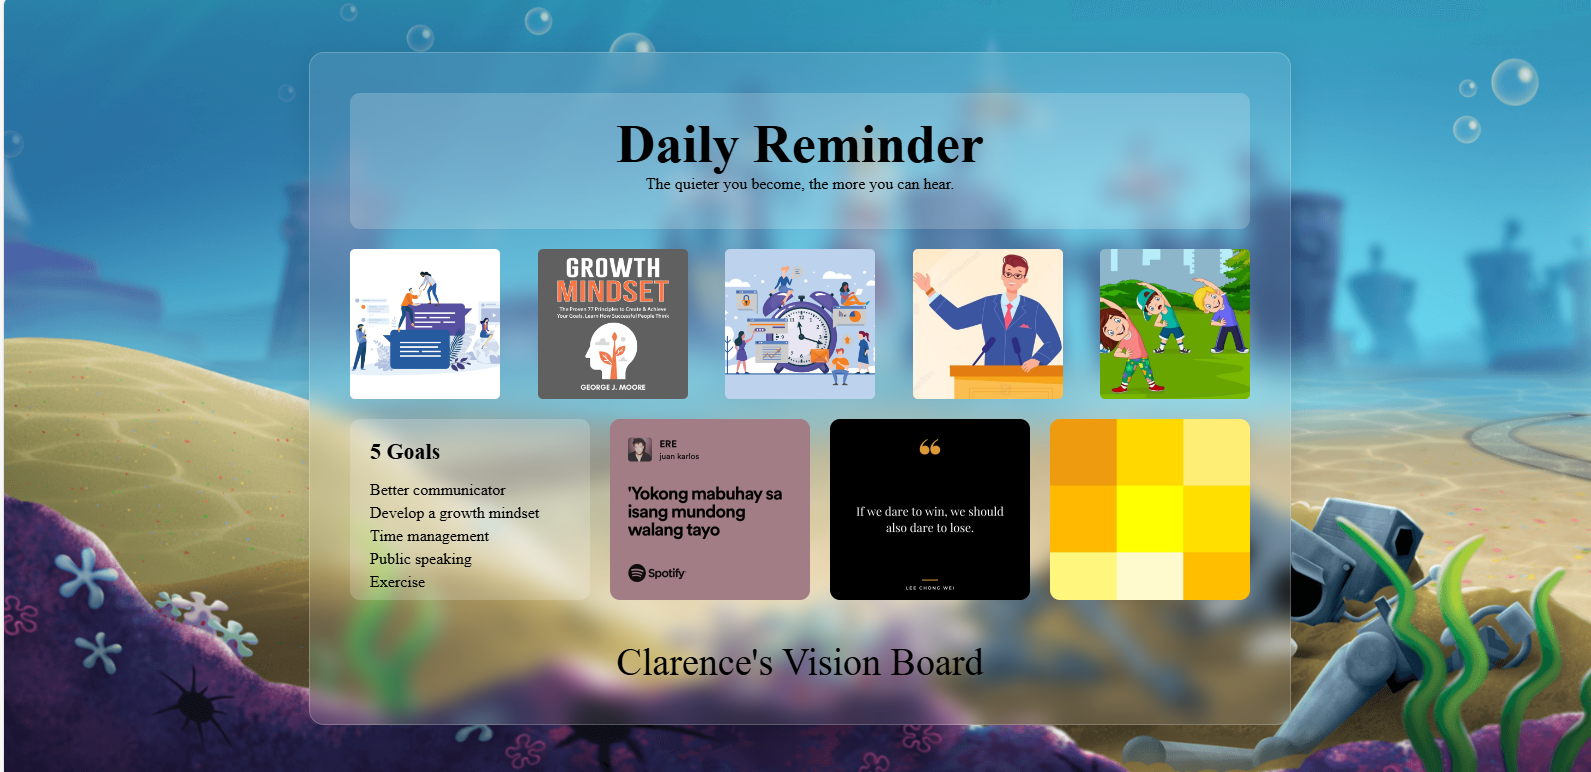 Daily Reminder
The quieter you become, the more you can hear.
GROWTH
MINDSET
The Proven 77 Principles to Create & Achieve
Your Goals. Learn How Successful People Think
GEORGE J. MOORE
5 Goals
Better communicator
Develop a growth mindset
Time management
Public speaking
Exercise
ERE
juan karlos
'Yokong mabuhay sa
isang mundong
walang tayo
Spotify
If we dare to win, we should
also dare to lose.
LEE CHONG WEI
Clarence's Vision Board